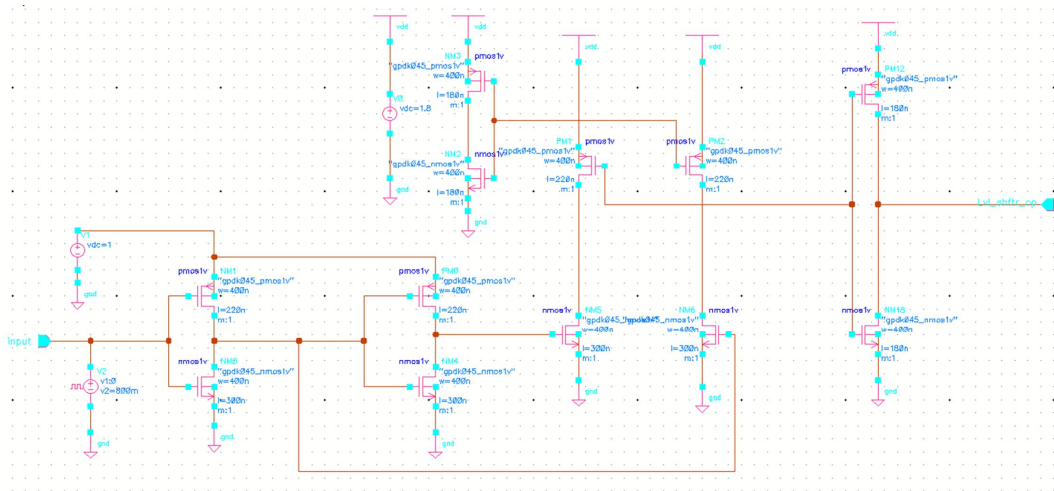 vdd
vdd
vdd
vdd
vdd
NM3
pmos1v
"gpdk045_pmos1v"
w=400n
l=180n
m:1
V0
vdc=1.8
gnd
NM2
nmos1v
"gpdk045_nmos1v"
w=400n
l=180n
m:1
gnd
PM1
pmos1v
"gpdk045_pmos1v"
w=400n
l=220n
m:1
PM2
"gpdk045_pmos1v"
w=400n
l=220n
m:1
PM12
pmos1v
"gpdk045_pmos1v"
w=400n
l=180n
m:1
Lvl_shftr_op
V1
vdc=1
gnd
pmos1v
NM1
"gpdk045_pmos1v"
w=400n
l=220n
m:1
pmos1v
PM0
"gpdk045_pmos1v"
w=400n
l=220n
m:1
input
V2
v1:0
v2=800m
gnd
nmos1v
"gpdk045_nmos1v"
w=400n
l=300n
m:1
gnd
nmos1v
NM4
"gpdk045_nmos1v"
w=400n
l=300n
m:1
gnd
nmos1v
NM5
w=400n
l=300n
m:1
gnd
nmos1v
NM6
w=400n
l=300n
m:1
gnd
nmos1v
"gpdk045_nmos1v"
w=400n
l=180n
m:1
gnd